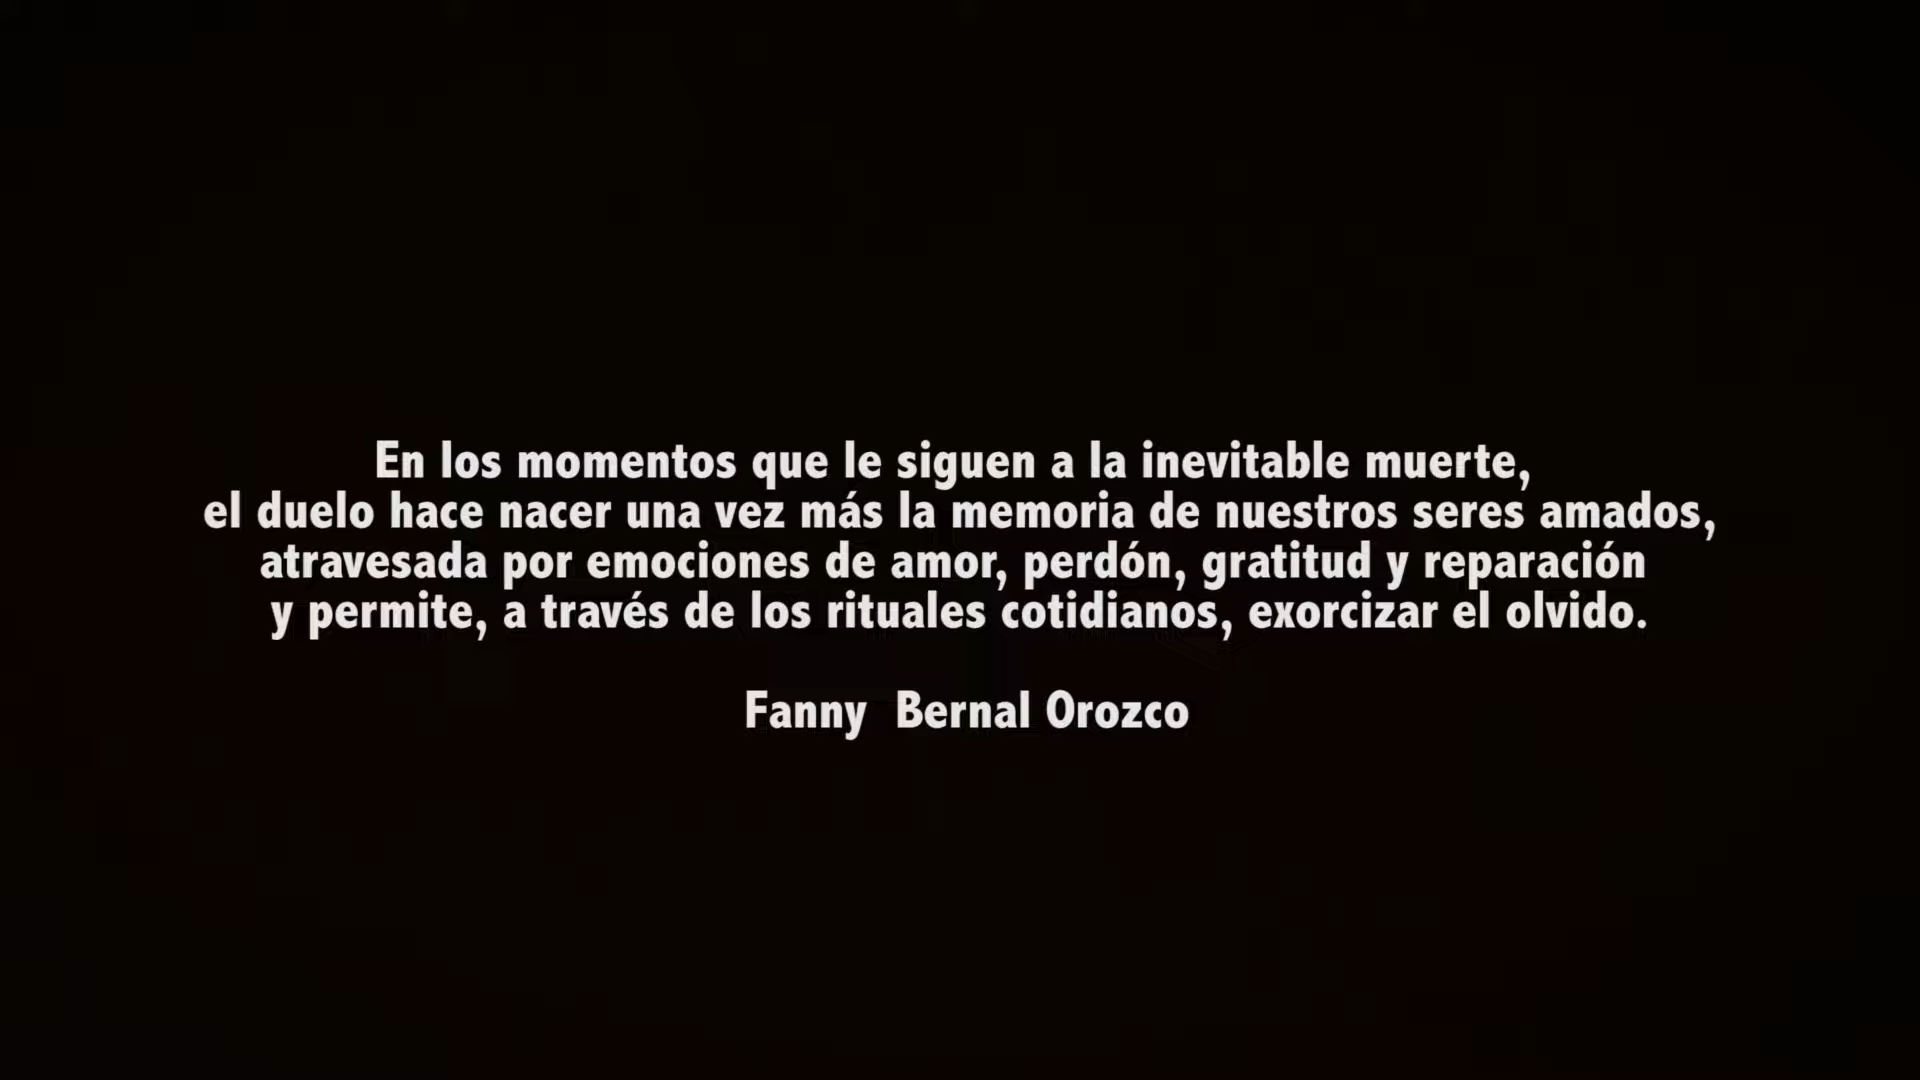 En los momentos que le siguen a la inevitable muerte,
el duelo hace nacer una vez más la memoria de nuestros seres amados,
atravesada por emociones de amor, perdón, gratitud y reparación
y permite, a través de los rituales cotidianos, exorcizar el olvido.
Fanny  Bernal Orozco